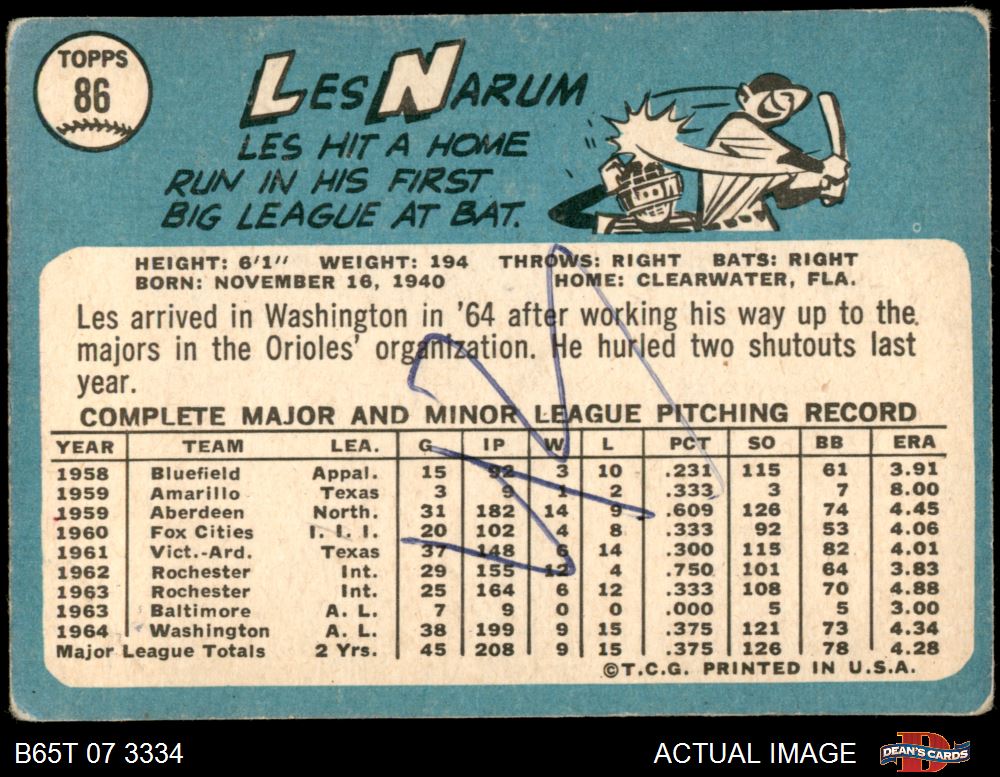 TOPPS
86
LES NARUM
LES HIT A HOME
RUN IN HIS FIRST
BIG LEAGUE AT BAT.
HEIGHT: 6'1" WEIGHT: 194 THROWS: RIGHT BATS: RIGHT
BORN: NOVEMBER 16, 1940 HOME: CLEARWATER, FLA.
Les arrived in Washington in '64 after working his way up to the
majors in the Orioles' organization. He hurled two shutouts last
year.
COMPLETE MAJOR AND MINOR LEAGUE PITCHING RECORD
YEAR TEAM LEA. G IP W L PCT SO BB ERA
1958 Bluefield Appal. 15 92 3 10 .231 115 61 3.91
1959 Amarillo Texas 3 9 1 2 .333 3 7 8.00
1959 Aberdeen North. 31 182 14 9 .609 126 74 4.45
1960 Fox Cities I. I. I. 20 102 4 8 .333 92 53 4.06
1961 Vict.-Ard. Texas 37 148 6 14 .300 115 82 4.01
1962 Rochester Int. 29 155 12 4 .750 101 64 3.83
1963 Rochester Int. 25 164 6 12 .333 108 70 4.88
1963 Baltimore A. L. 7 9 0 0 .000 5 5 3.00
1964 Washington A. L. 38 199 9 15 .375 121 73 4.34
Major League Totals 2 Yrs. 45 208 9 15 .375 126 78 4.28
©T.C.G. PRINTED IN U.S.A.
B65T 07 3334 ACTUAL IMAGE DEAN'S CARDS